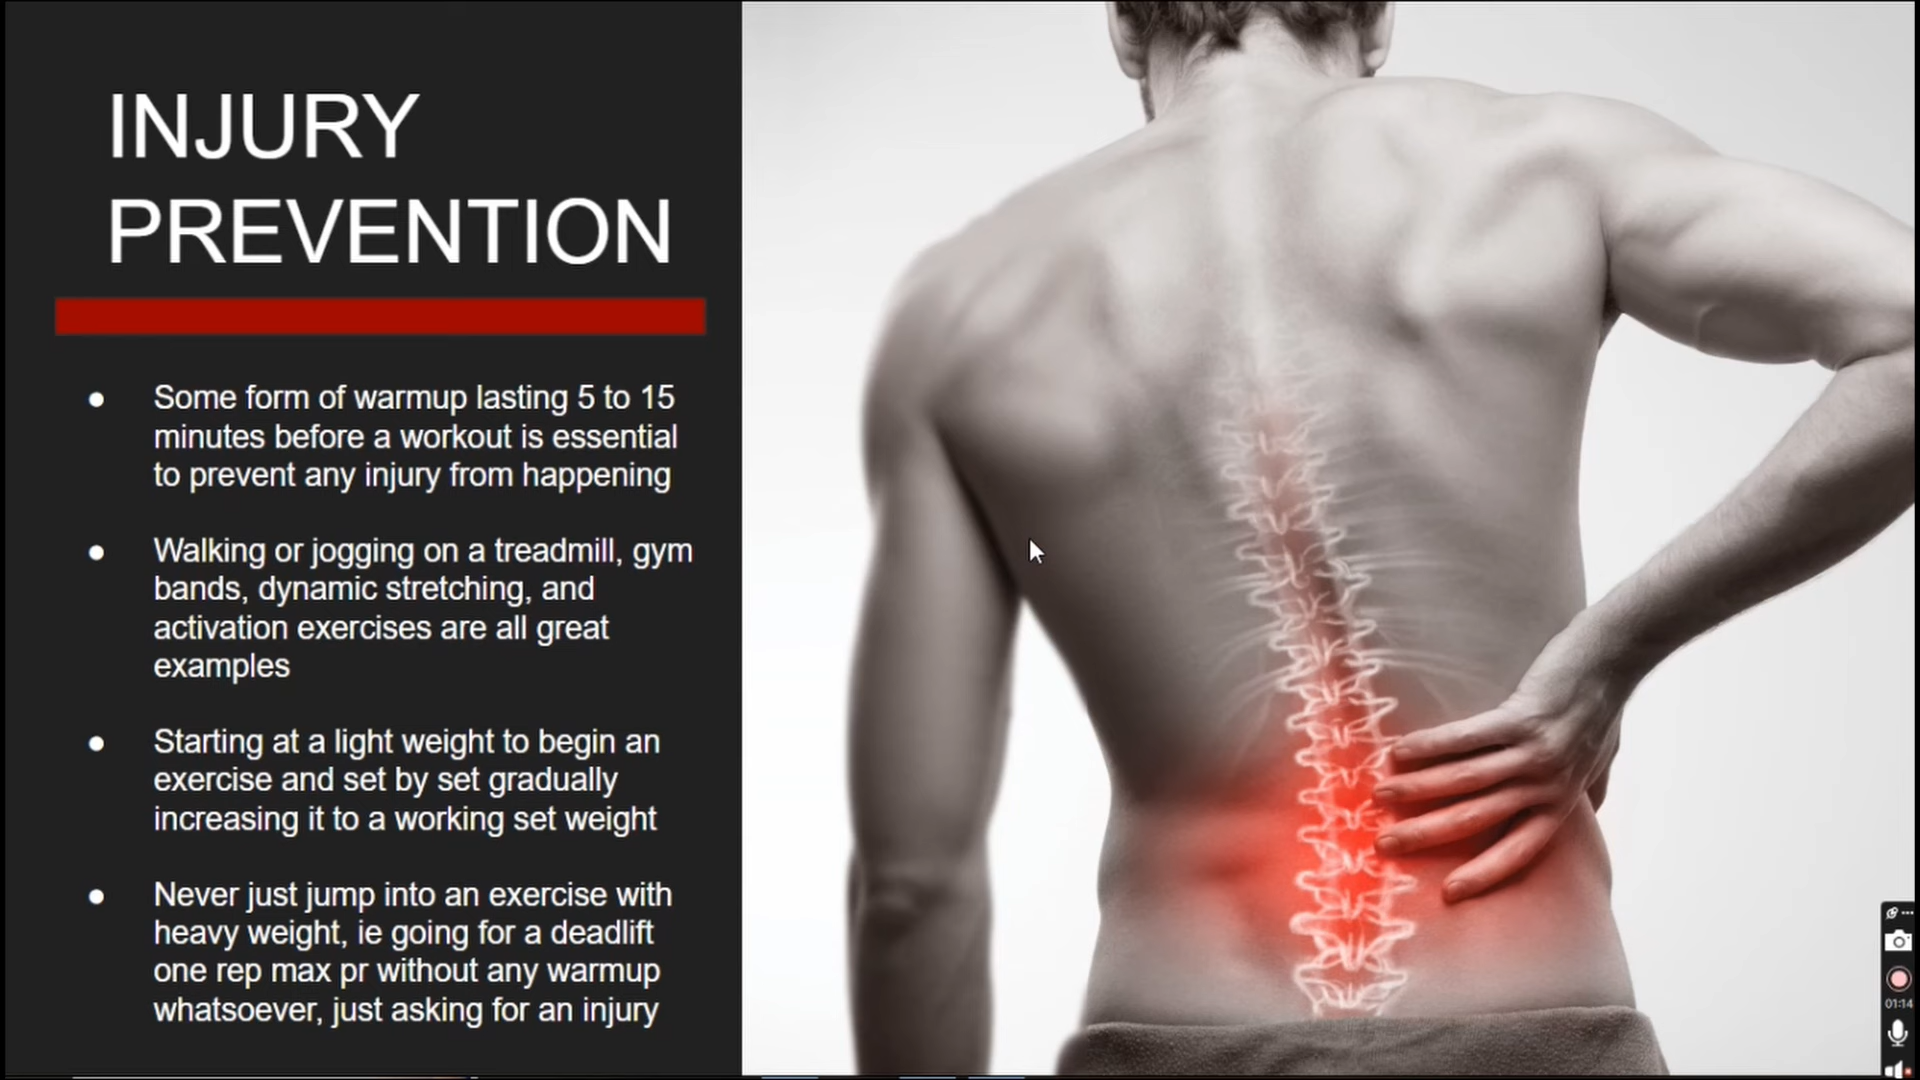 INJURY
PREVENTION
● Some form of warmup lasting 5 to 15
minutes before a workout is essential
to prevent any injury from happening
● Walking or jogging on a treadmill, gym
bands, dynamic stretching, and
activation exercises are all great
examples
● Starting at a light weight to begin an
exercise and set by set gradually
increasing it to a working set weight
● Never just jump into an exercise with
heavy weight, ie going for a deadlift
one rep max pr without any warmup
whatsoever, just asking for an injury
01:14